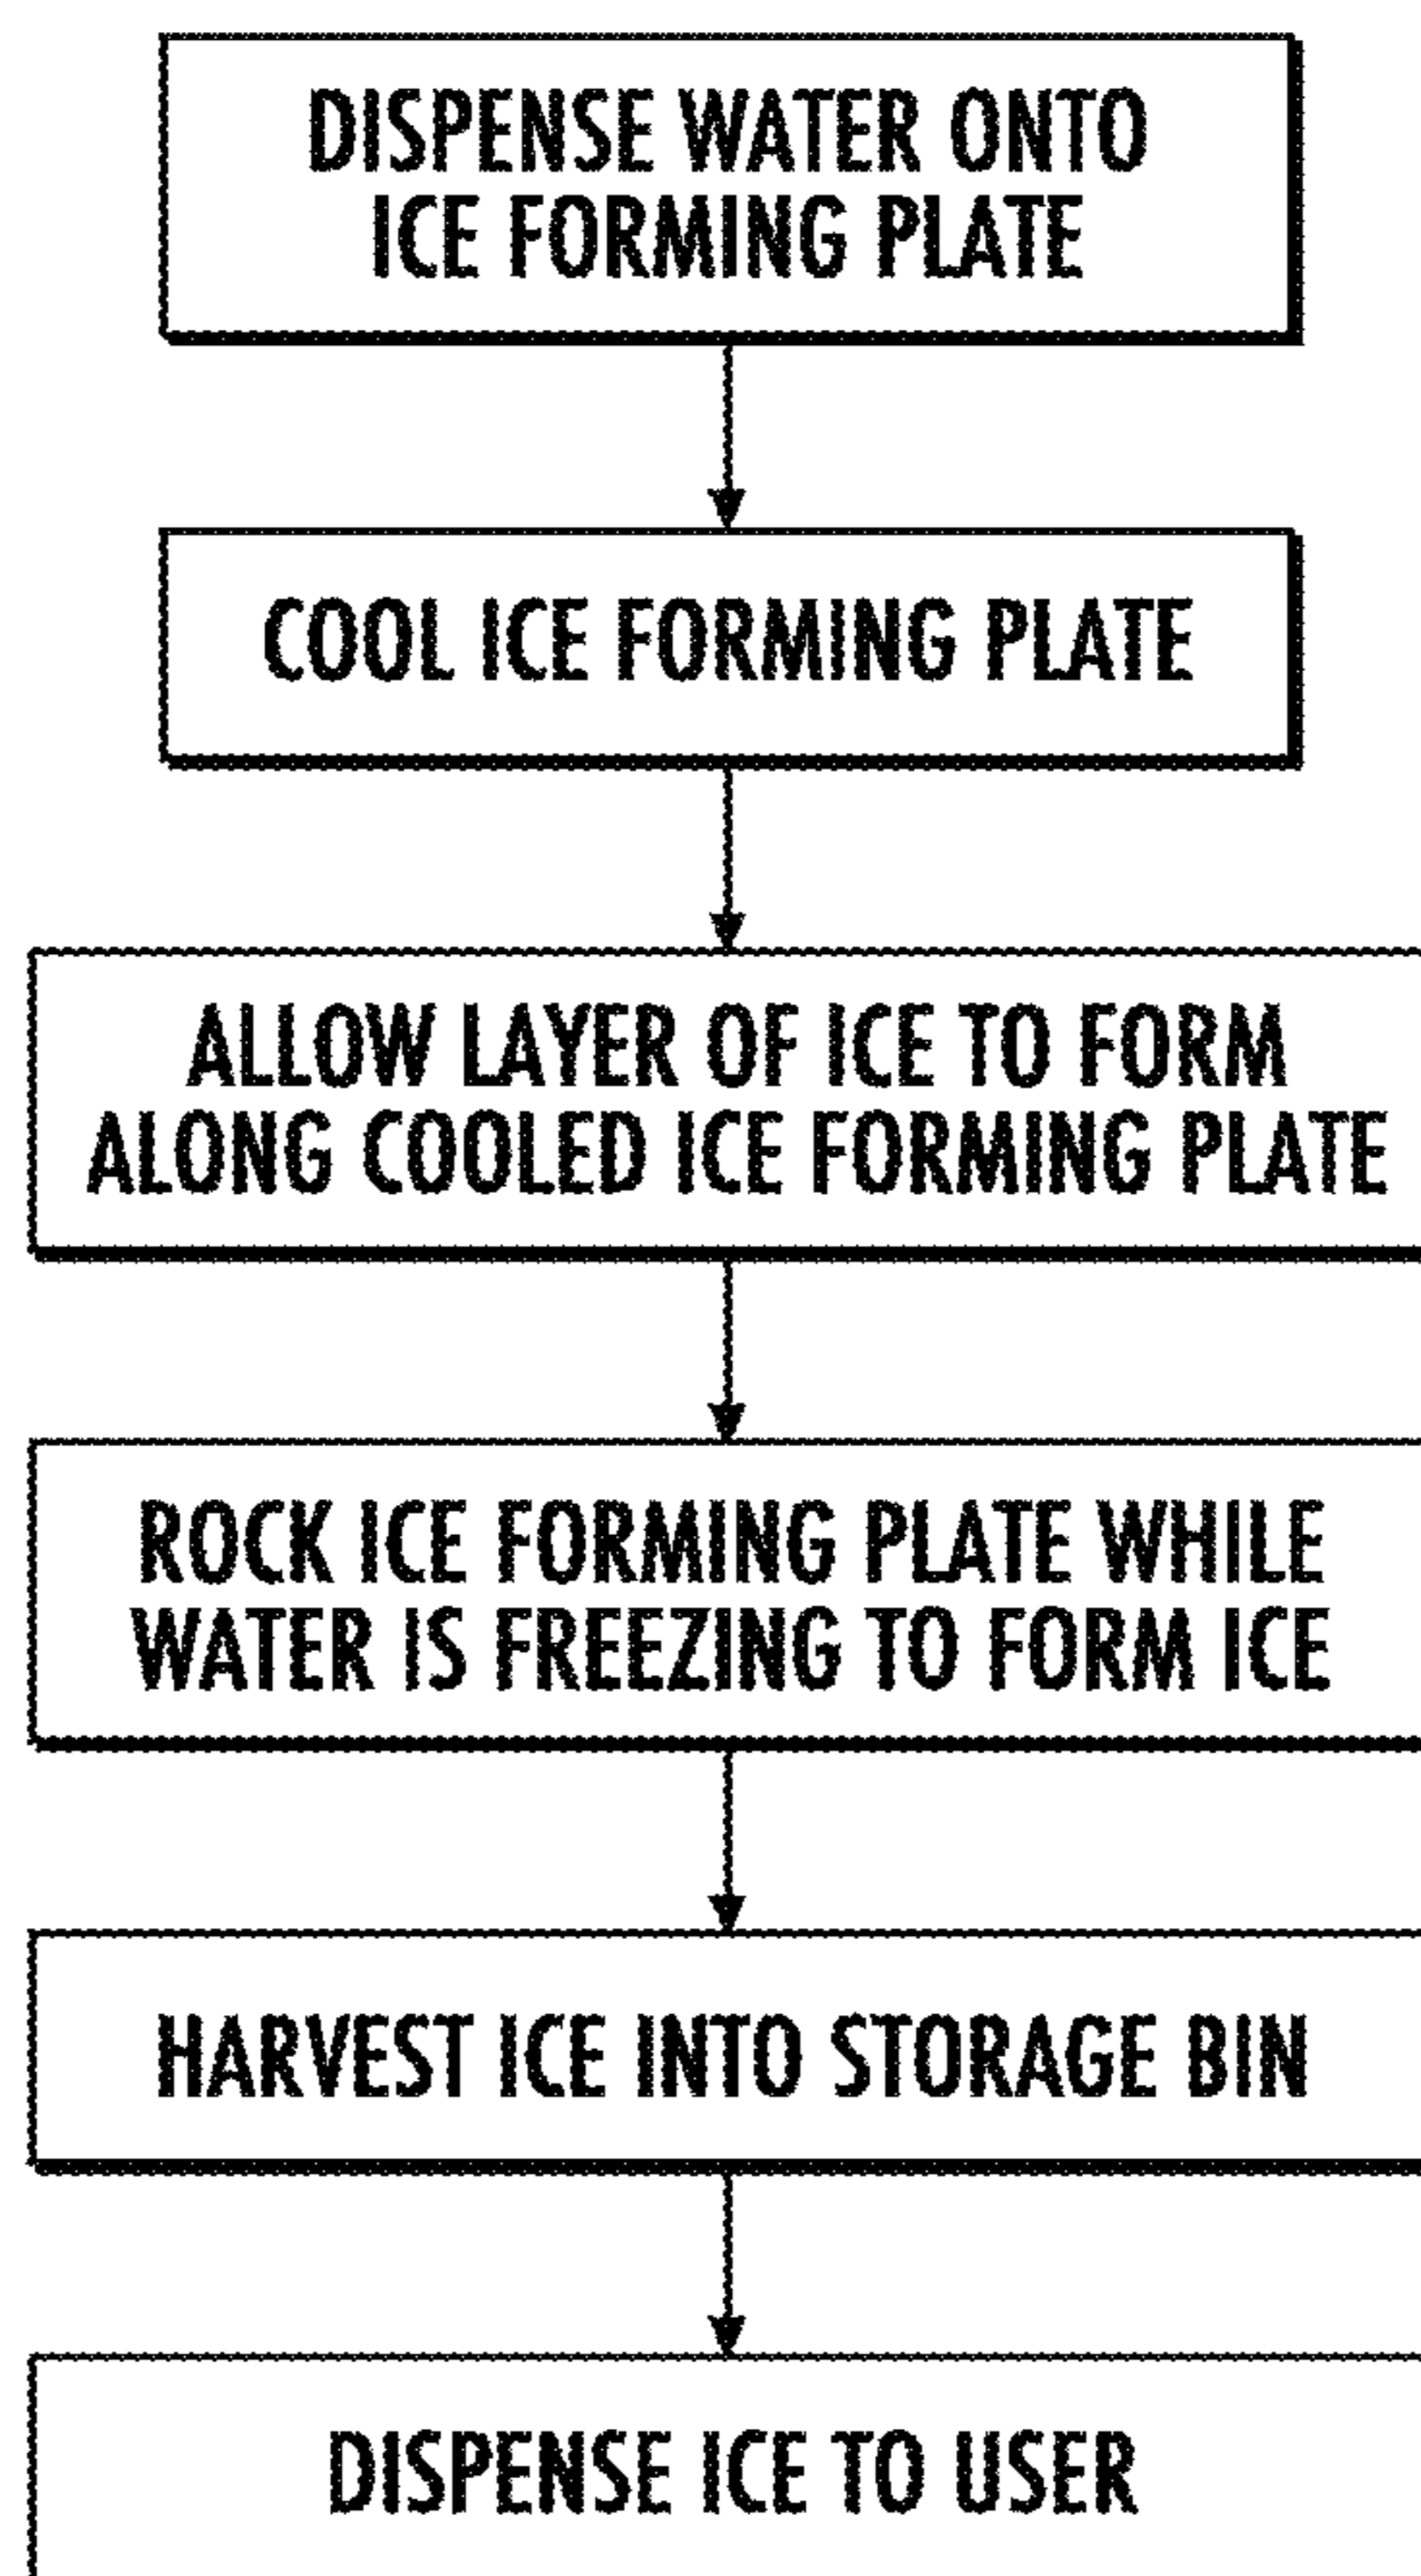 DISPENSE WATER ONTO
ICE FORMING PLATE
COOL ICE FORMING PLATE
ALLOW LAYER OF ICE TO FORM
ALONG COOLED ICE FORMING PLATE
ROCK ICE FORMING PLATE WHILE
WATER IS FREEZING TO FORM ICE
HARVEST ICE INTO STORAGE BIN
DISPENSE ICE TO USER